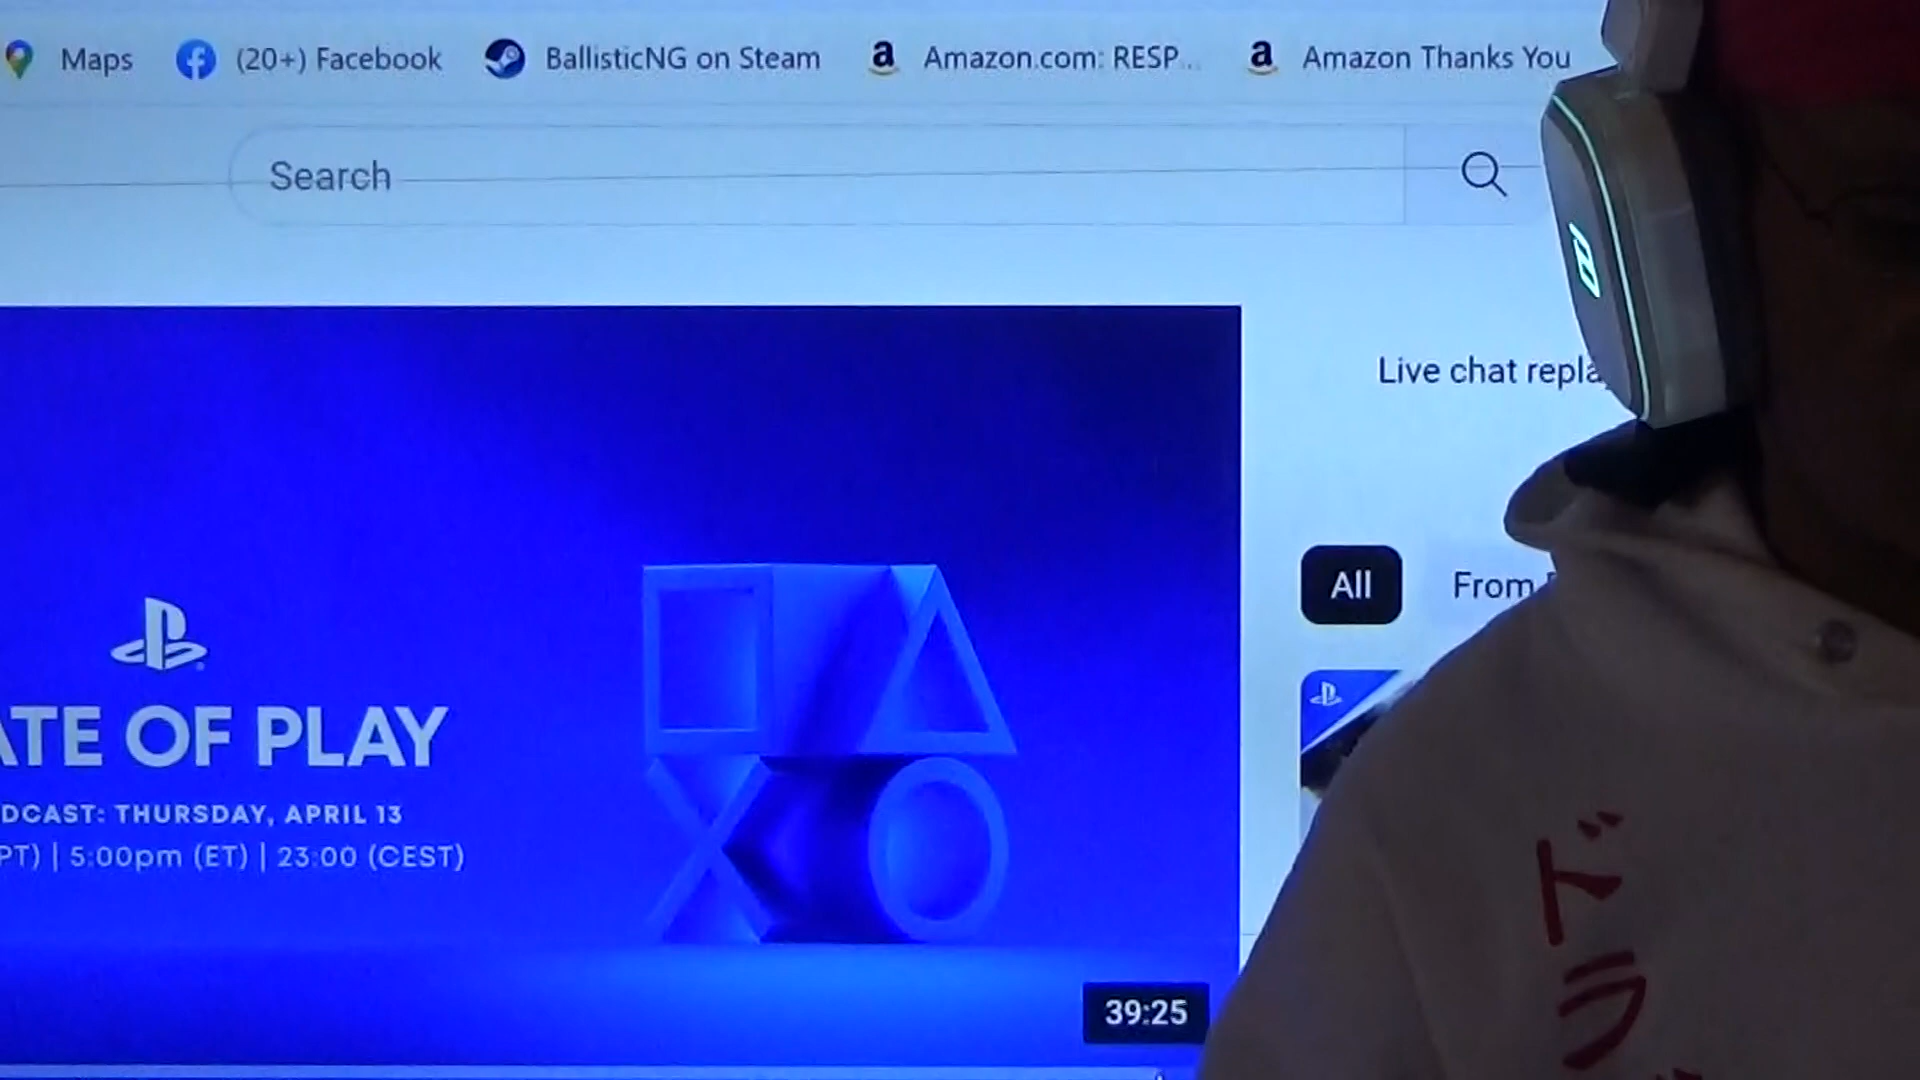 Maps
(20+) Facebook
BallisticNG on Steam
Amazon.com: RESP...
Amazon Thanks You
Search
Live chat repla
ATE OF PLAY
DCAST: THURSDAY, APRIL 13
PT) | 5:00pm (ET) | 23:00 (CEST)
All
From
39:25
ドラ